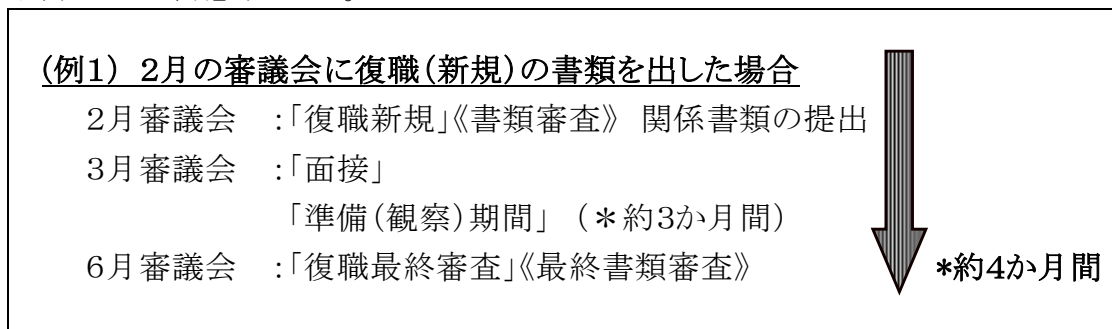 (例1) 2月の審議会に復職(新規)の書類を出した場合
2月審議会 :「復職新規」《書類審査》 関係書類の提出
3月審議会 :「面接」
「準備(観察)期間」 (*約3か月間)
6月審議会 :「復職最終審査」《最終書類審査》
*約4か月間